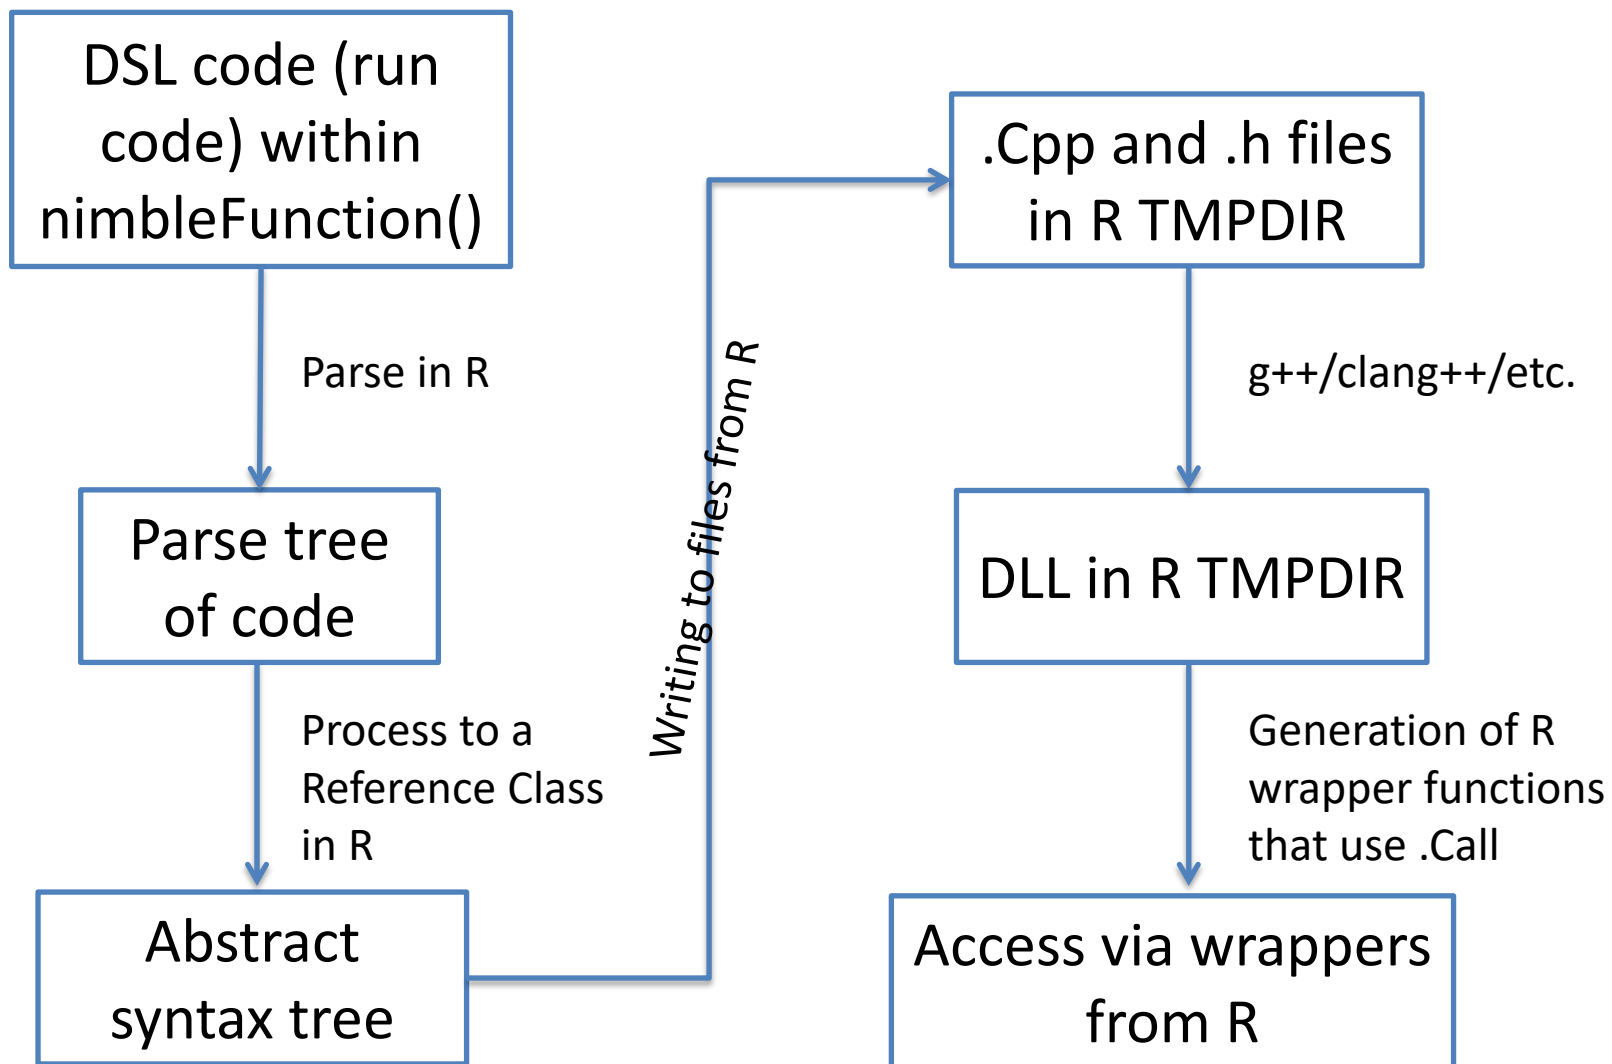 DSL code (run
code) within
nimbleFunction()
Parse in R
Parse tree
of code
Process to a
Reference Class
in R
Abstract
syntax tree
Writing to files from R
.Cpp and .h files
in R TMPDIR
g++/clang++/etc.
DLL in R TMPDIR
Generation of R
wrapper functions
that use .Call
Access via wrappers
from R